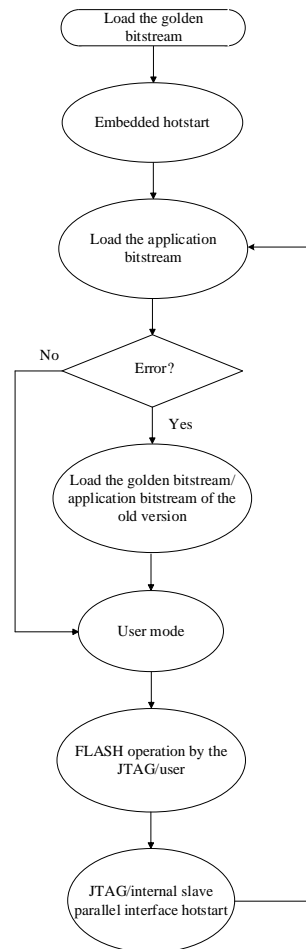 Load the golden
bitstream
Embedded hotstart
Load the application
bitstream
Error?
No
Yes
Load the golden bitstream/
application bitstream of the
old version
User mode
FLASH operation by the
JTAG/user
JTAG/internal slave
parallel interface hotstart